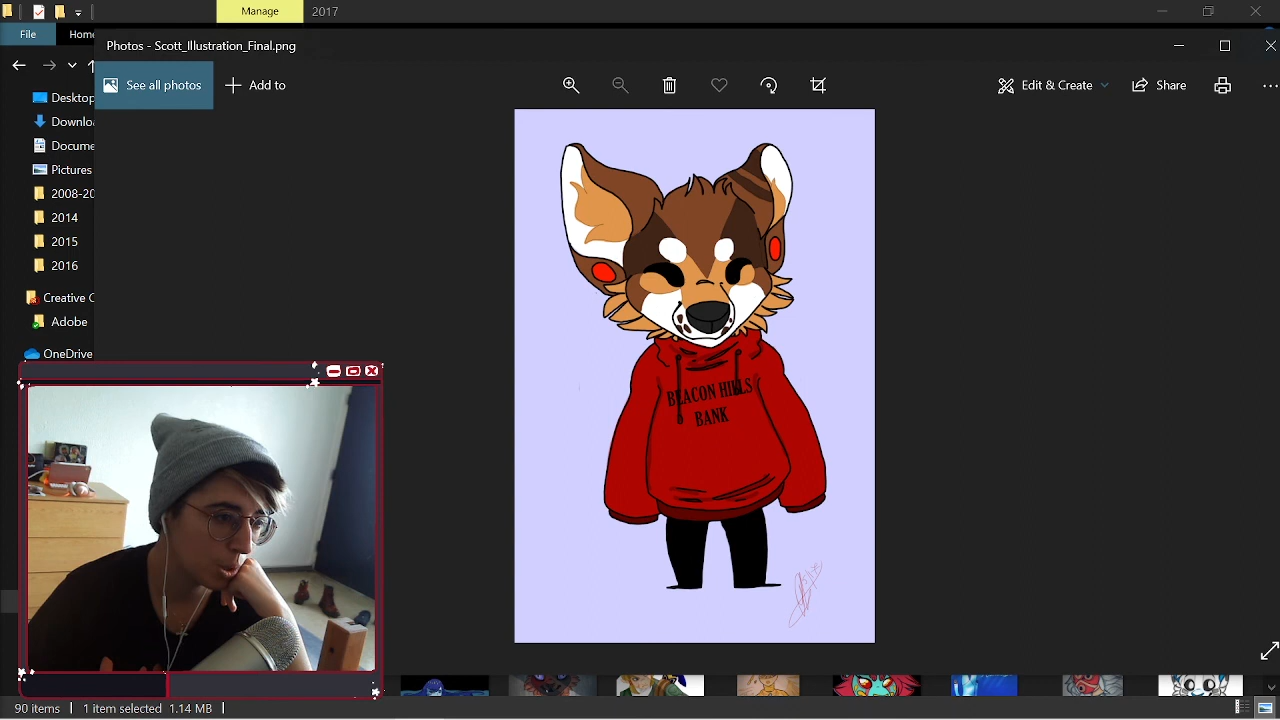 Manage
2017
File
Home
Photos - Scott_Illustration_Final.png
See all photos
Add to
Edit & Create
Share
Desktop
Downlo
Docume
Pictures
2008-20
2014
2015
2016
Creative C
Adobe
OneDrive
BEACON HILLS
BANK
90 items
1 item selected 1.14 MB